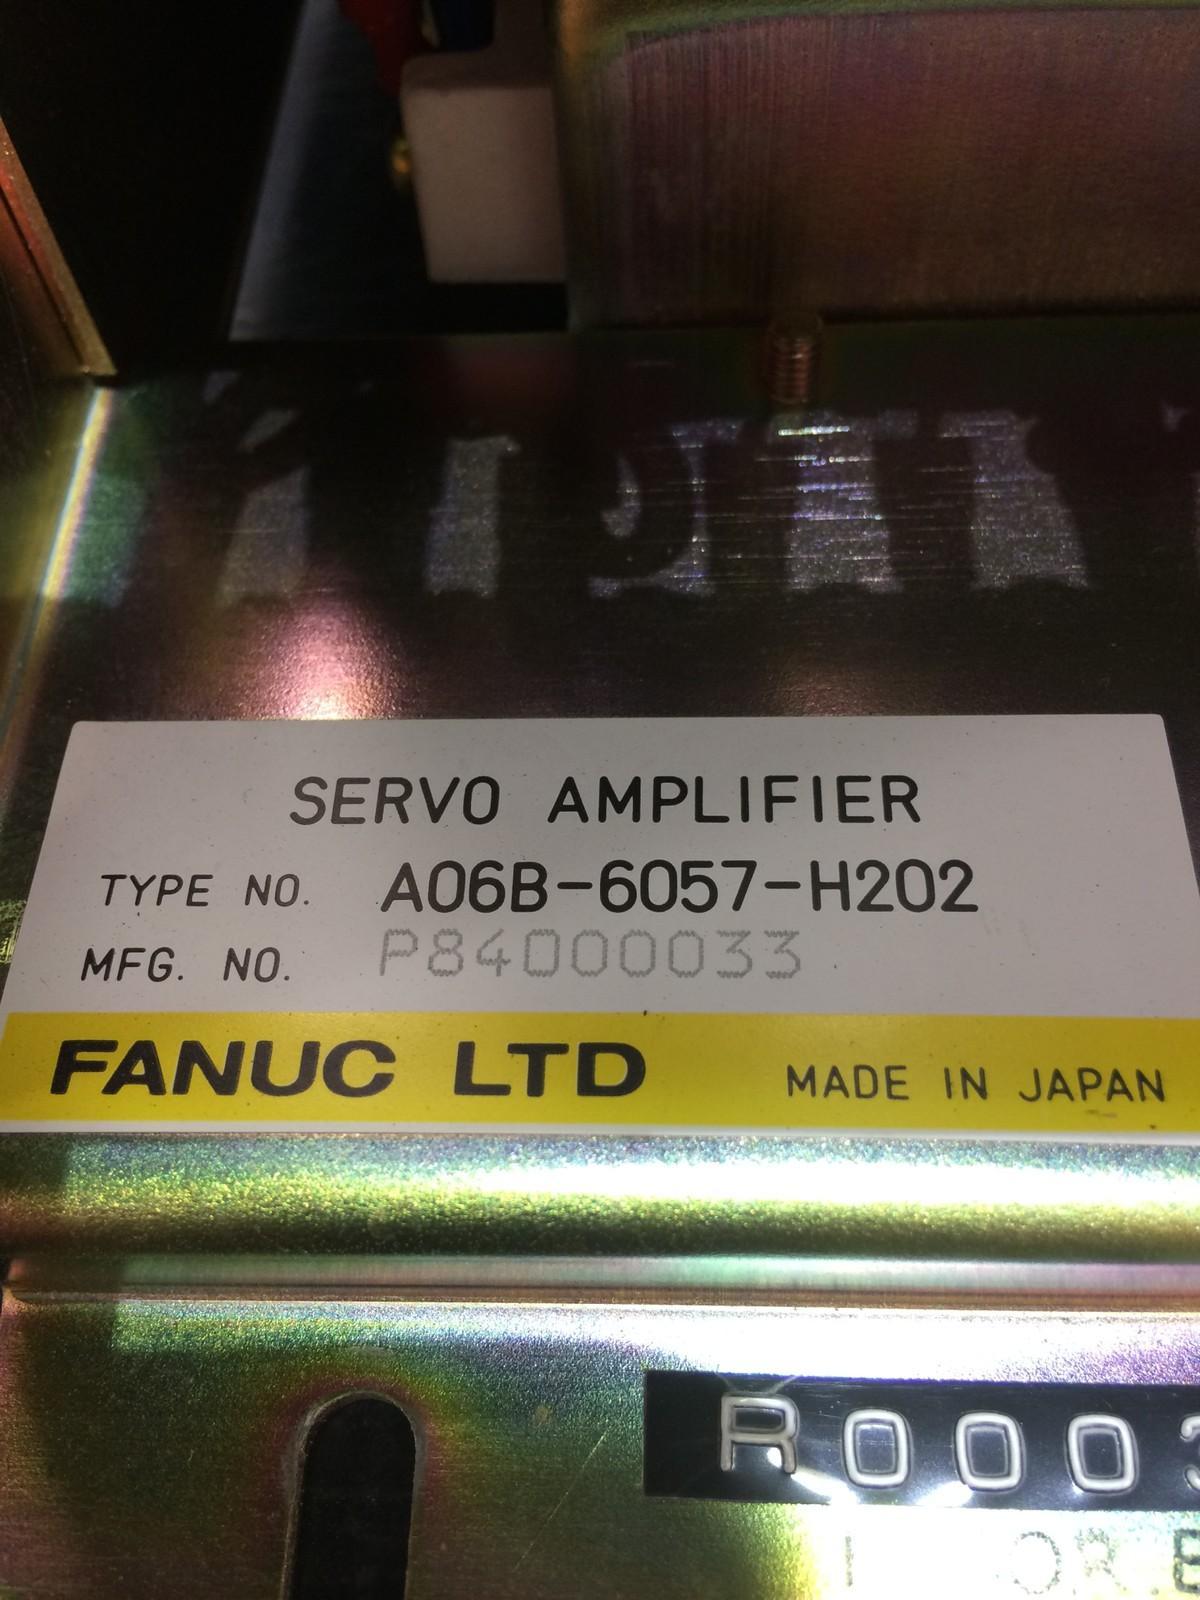 SERVO AMPLIFIER
TYPE NO. A06B-6057-H202
MFG. NO. P84000033
FANUC LTD MADE IN JAPAN
R000